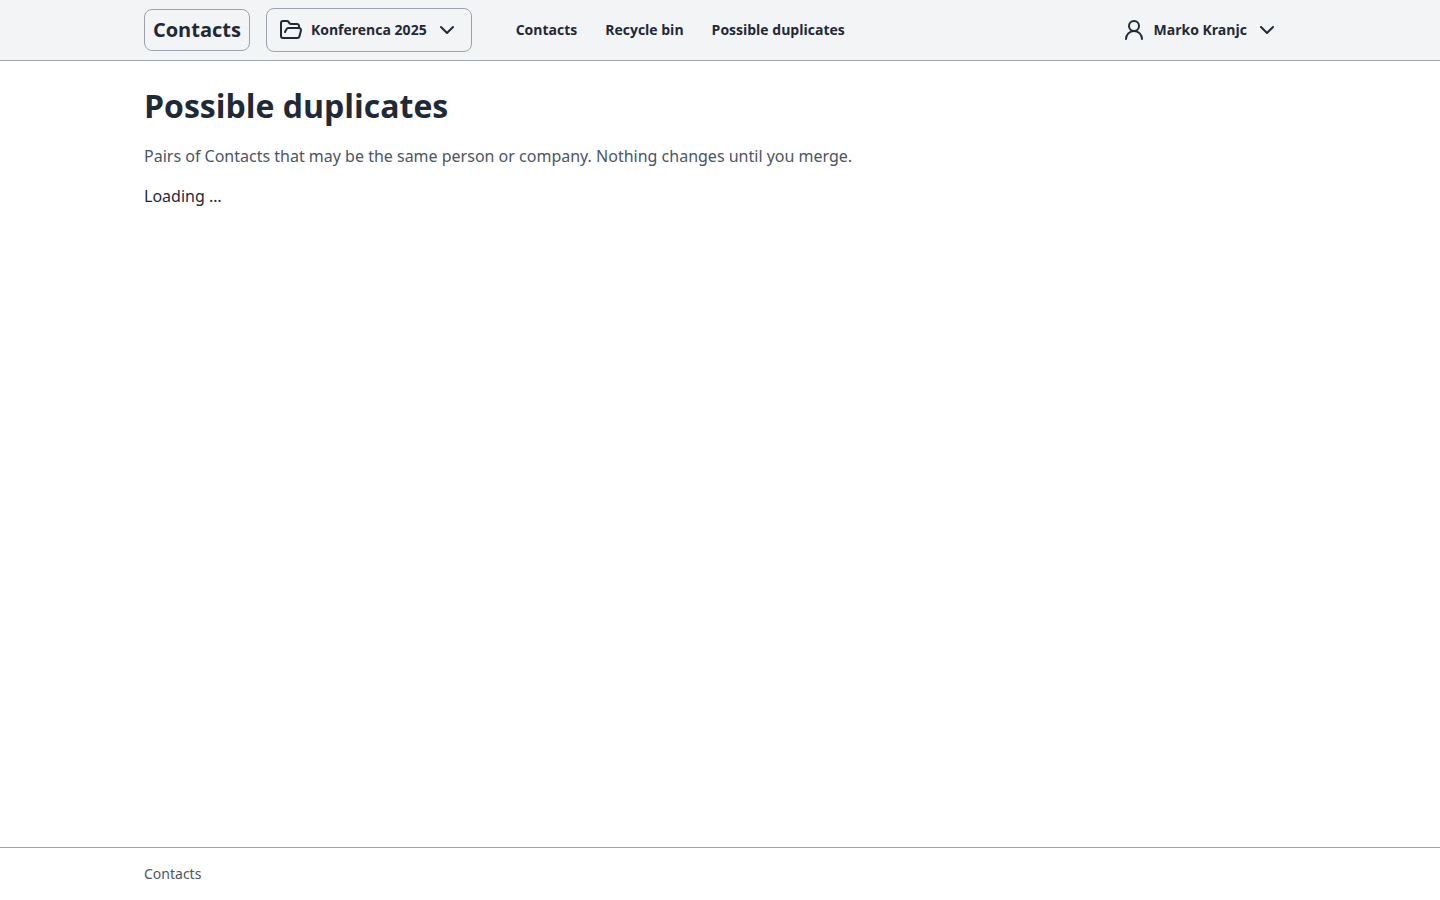 Contacts
Konferenca 2025
Contacts
Recycle bin
Possible duplicates
Marko Kranjc
Possible duplicates
Pairs of Contacts that may be the same person or company. Nothing changes until you merge.
Loading ...
Contacts